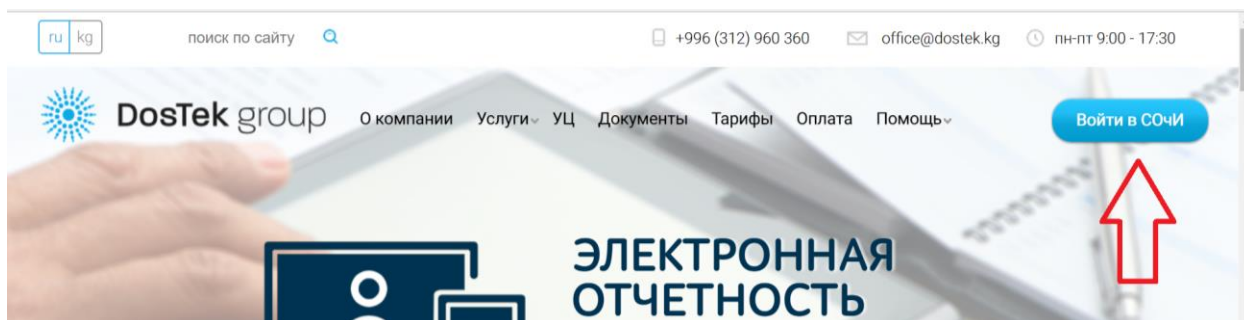 ru kg поиск по сайту +996 (312) 960 360 office@dostek.kg пн-пт 9:00 - 17:30
DosTek group О компании Услуги УЦ Документы Тарифы Оплата Помощь Войти в СОчИ
ЭЛЕКТРОННАЯ
ОТЧЕТНОСТЬ